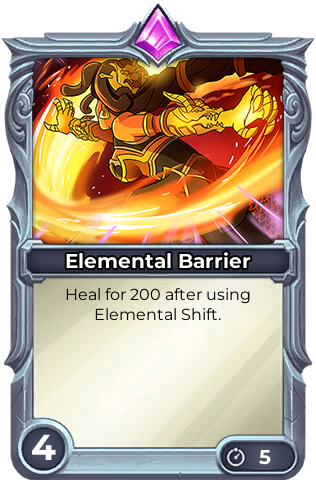 Elemental Barrier
Heal for 200 after using
Elemental Shift.
4
5